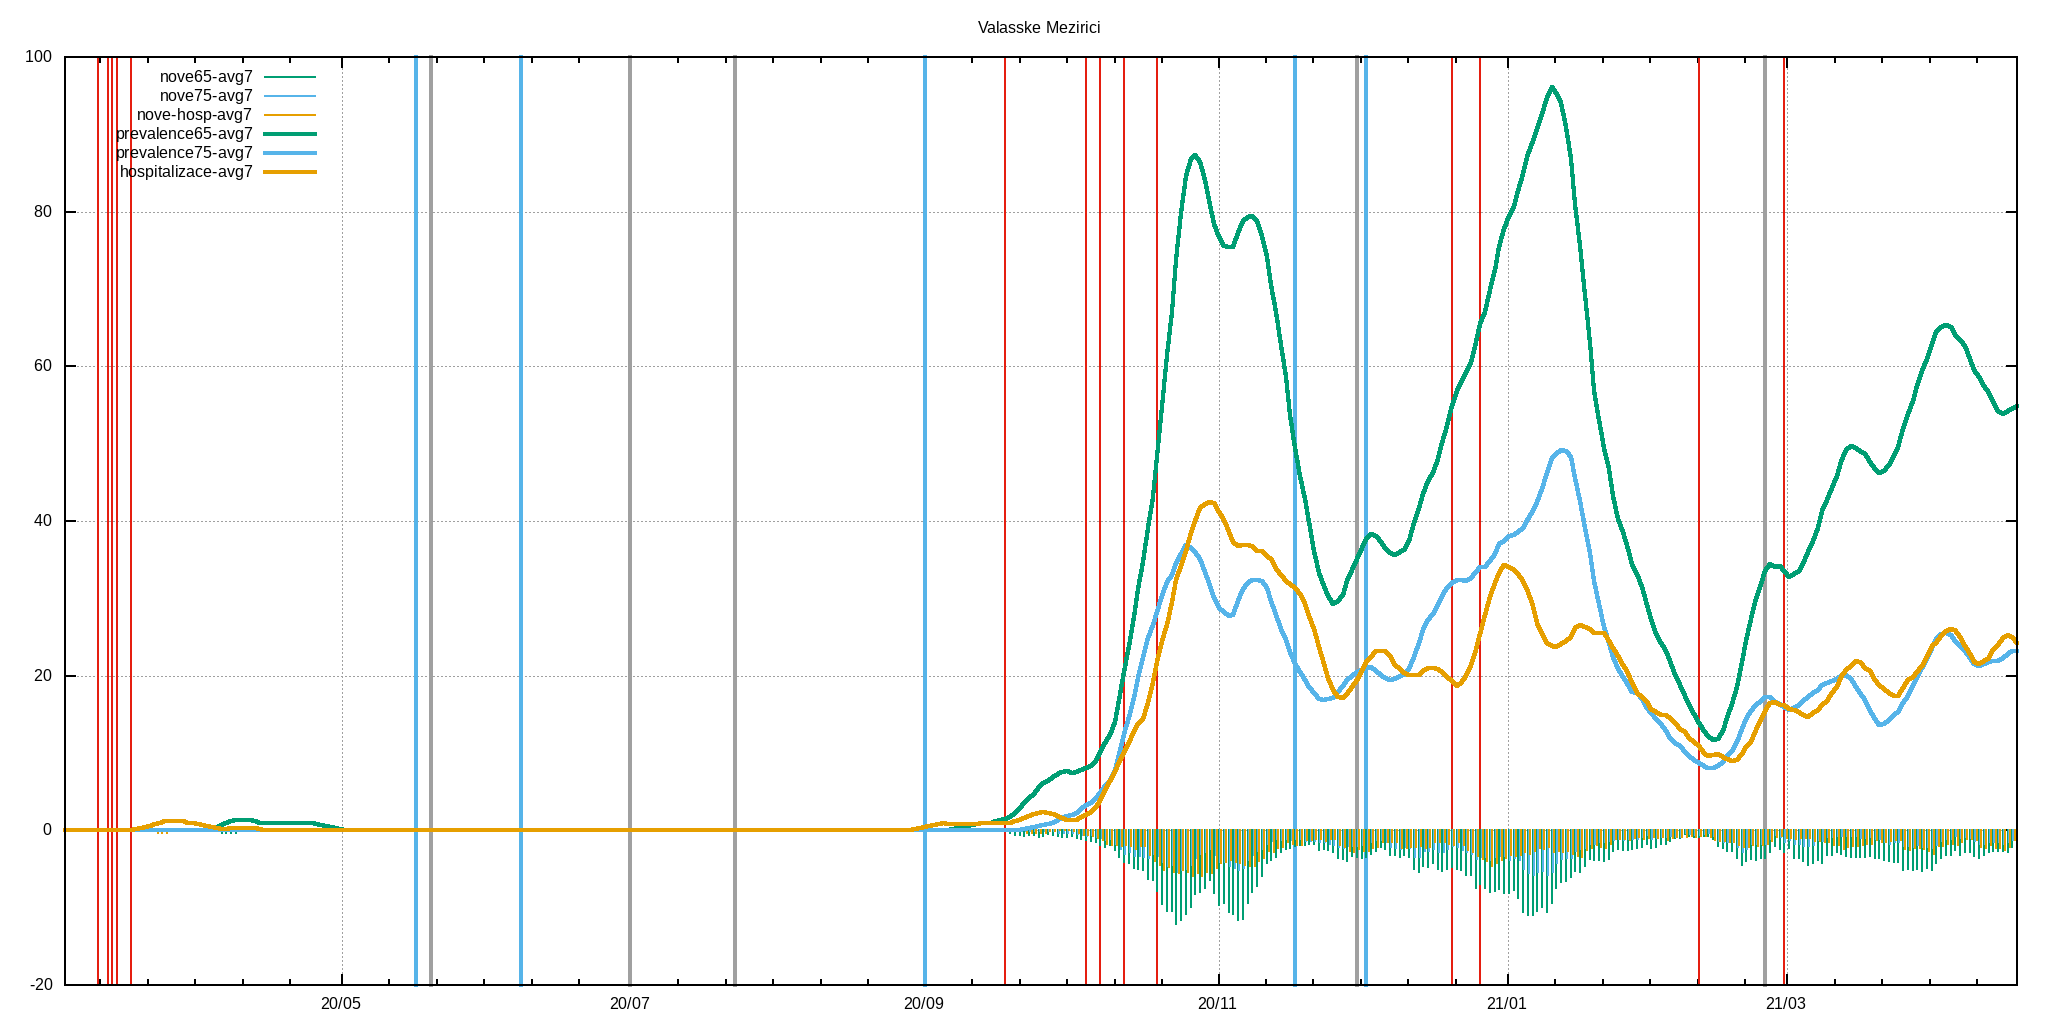 Valasske Mezirici
100
80
60
40
20
0
-20
nove65-avg7
nove75-avg7
nove-hosp-avg7
prevalence65-avg7
prevalence75-avg7
hospitalizace-avg7
20/05 20/07 20/09 20/11 21/01 21/03